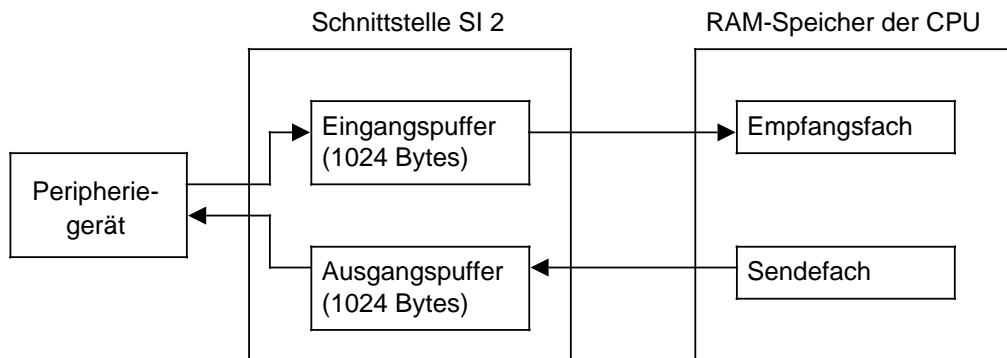 Schnittstelle SI 2
RAM-Speicher der CPU
Eingangspuffer
(1024 Bytes)
Empfangsfach
Peripherie-
gerät
Ausgangspuffer
(1024 Bytes)
Sendefach